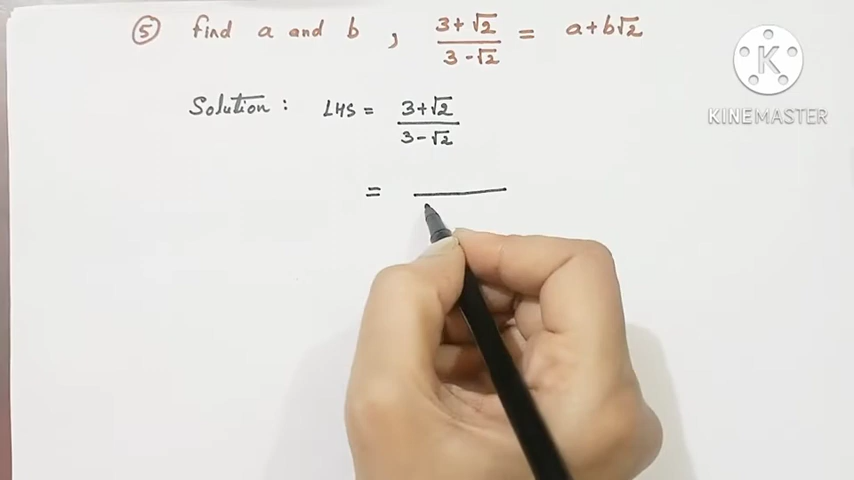 ⑤ find a and b, (3+√2)/(3-√2) = a+b√2
Solution : LHS = (3+√2)/(3-√2)
=
K
KINEMASTER